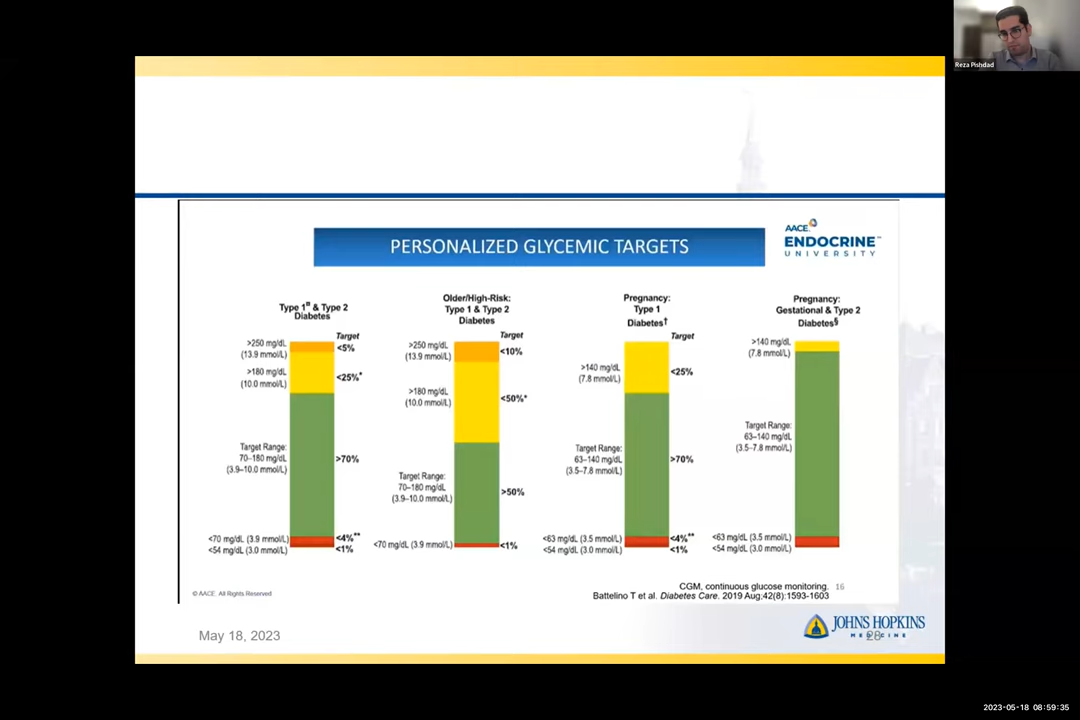 Reza Pishdad
PERSONALIZED GLYCEMIC TARGETS
AACE
ENDOCRINE™
UNIVERSITY
Type 1¤ & Type 2
Diabetes
Target
>250 mg/dL
(13.9 mmol/L)
<5%
>180 mg/dL
(10.0 mmol/L)
<25%*
Target Range:
70–180 mg/dL
(3.9–10.0 mmol/L)
>70%
<70 mg/dL (3.9 mmol/L)
<4%**
<54 mg/dL (3.0 mmol/L)
<1%
Older/High-Risk:
Type 1 & Type 2
Diabetes
>250 mg/dL
(13.9 mmol/L)
<10%
>180 mg/dL
(10.0 mmol/L)
<50%*
Target Range:
70–180 mg/dL
(3.9–10.0 mmol/L)
>50%
<70 mg/dL (3.9 mmol/L)
<1%
Pregnancy:
Type 1
Diabetes†
Target
>140 mg/dL
(7.8 mmol/L)
<25%
Target Range:
63–140 mg/dL
(3.5–7.8 mmol/L)
>70%
<63 mg/dL (3.5 mmol/L)
<4%**
<54 mg/dL (3.0 mmol/L)
<1%
Pregnancy:
Gestational & Type 2
Diabetes§
>140 mg/dL
(7.8 mmol/L)
Target Range:
63–140 mg/dL
(3.5–7.8 mmol/L)
<63 mg/dL (3.5 mmol/L)
<54 mg/dL (3.0 mmol/L)
CGM, continuous glucose monitoring. 16
© AACE. All Rights Reserved
Battelino T et al. Diabetes Care. 2019 Aug;42(8):1593-1603
May 18, 2023
JOHNS HOPKINS
MEDICINE
28
2023-05-18 08:59:35